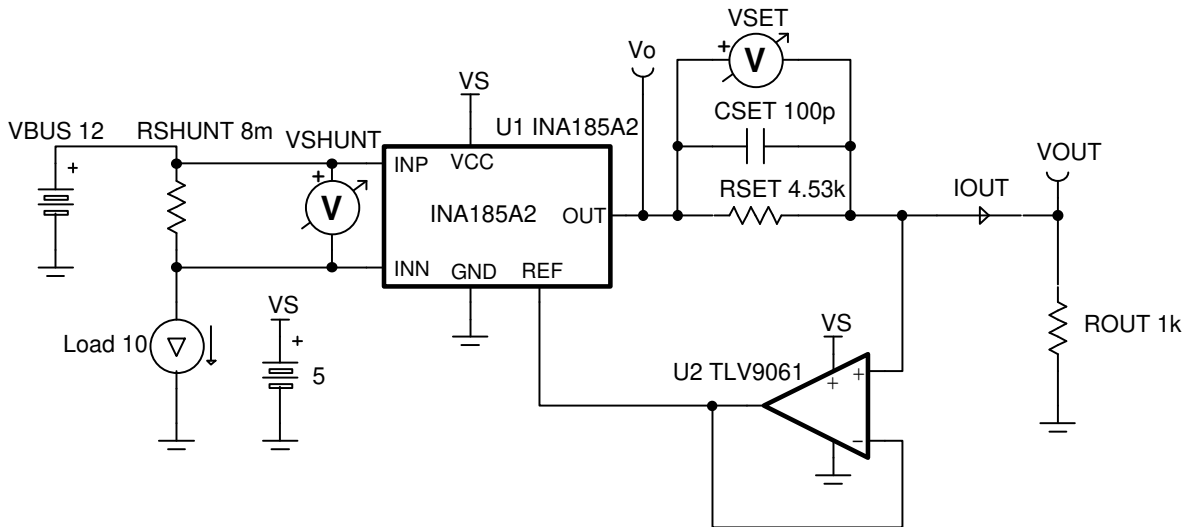 VSET
+
V
Vo
CSET 100p
VS
U1 INA185A2
VBUS 12
RSHUNT 8m
VSHUNT
+
+
V
INP
VCC
INA185A2
OUT
INN
GND
REF
RSET 4.53k
IOUT
VOUT
ROUT 1k
Load 10
VS
+
5
VS
U2 TLV9061
+
+
−